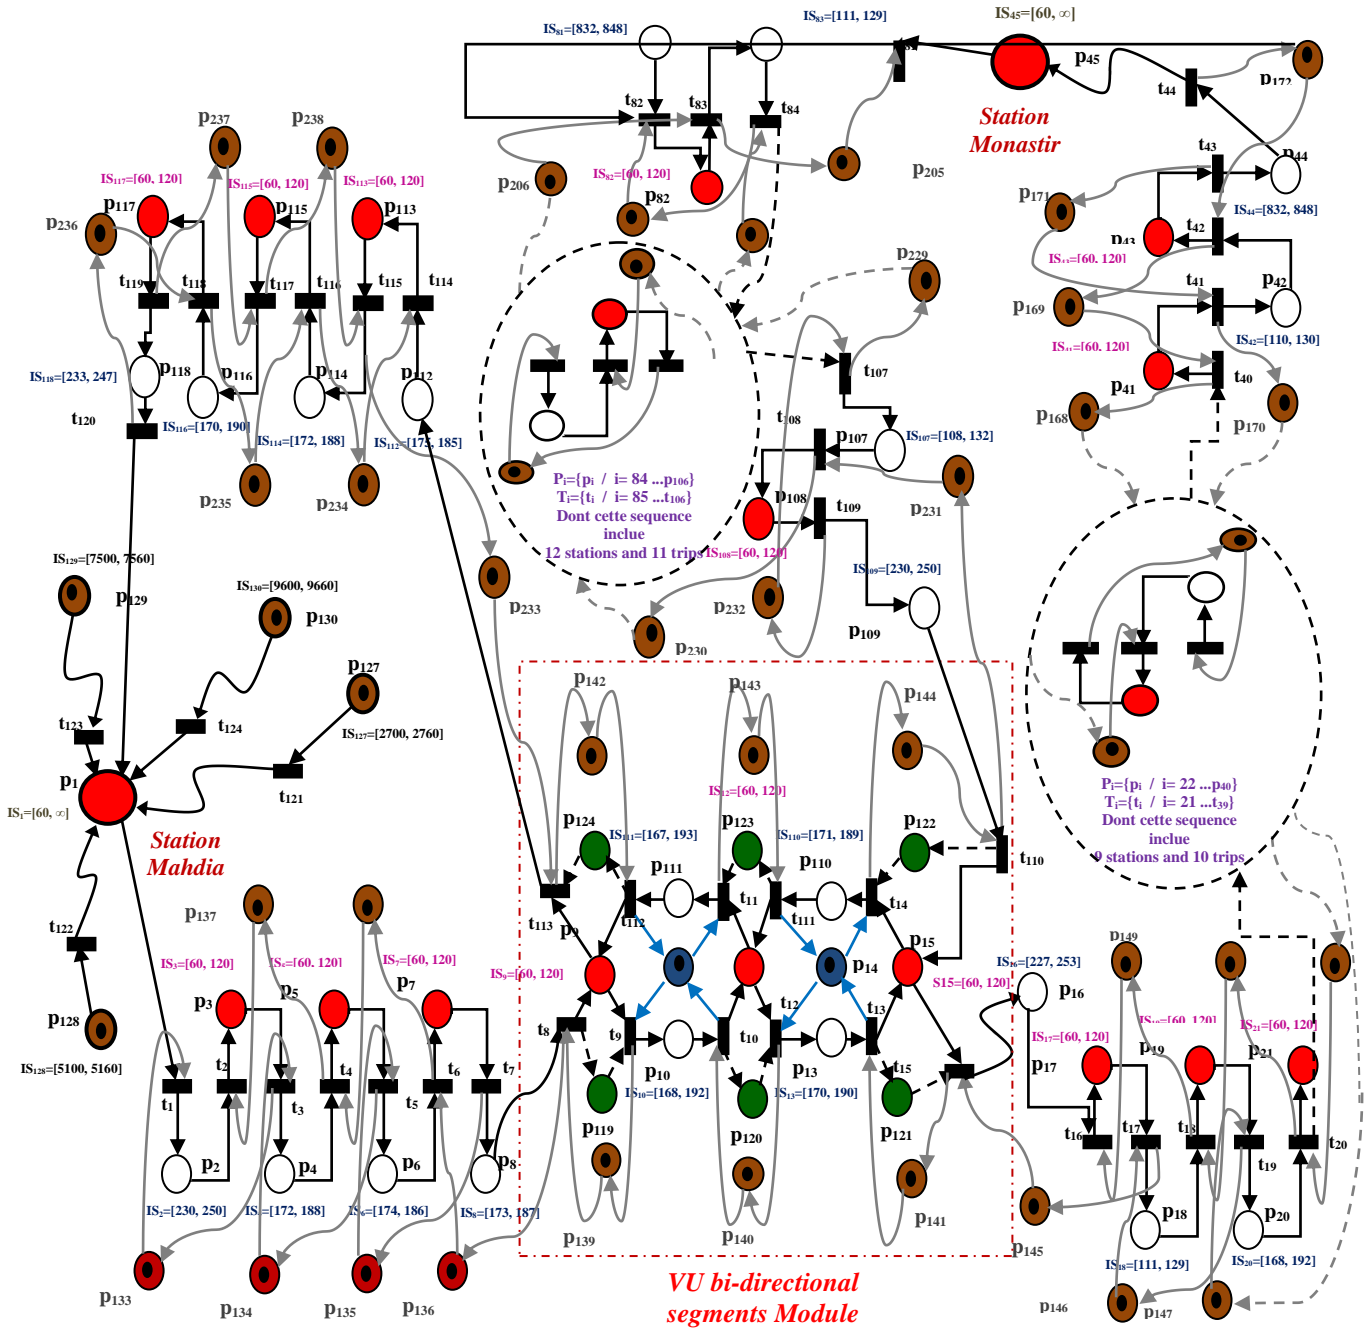 IS₈₁=[832, 848]
IS₈₃=[111, 129]
IS₄₅=[60, ∞]
p₄₅
p₁₇₂
t₄₄
Station
Monastir
t₈₂
t₈₃
t₈₄
p₂₃₇
p₂₃₈
p₂₀₆
IS₈₂=[60, 120]
p₈₂
p₂₀₅
t₄₃
p₄₄
p₁₇₁
IS₄₄=[832, 848]
IS₁₁₇=[60, 120]
IS₁₁₅=[60, 120]
IS₁₁₃=[60, 120]
p₁₁₇
p₁₁₅
p₁₁₃
p₂₃₆
t₄₂
p₄₃
p₂₂₉
t₁₁₉
t₁₁₈
t₁₁₇
t₁₁₆
t₁₁₅
t₁₁₄
t₄₁
p₄₂
p₁₆₉
IS₄₂=[110, 130]
p₁₁₈
p₁₁₆
p₁₁₄
p₁₁₂
IS₁₁₈=[233, 247]
t₁₀₇
p₄₁
t₄₀
t₁₂₀
IS₁₁₆=[170, 190]
IS₁₁₄=[172, 188]
IS₁₁₂=[175, 185]
t₁₀₈
p₁₀₇
IS₁₀₇=[108, 132]
p₁₆₈
p₁₇₀
p₂₃₅
p₂₃₄
Pᵢ={pᵢ / i= 84 ...p₁₀₆}
Tᵢ={tᵢ / i= 85 ...t₁₀₆}
Dont cette sequence
inclue
12 stations and 11 trips
p₁₀₈
t₁₀₉
p₂₃₁
IS₁₀₈=[60, 120]
IS₁₀₉=[230, 250]
IS₁₂₉=[7500, 7560]
IS₁₃₀=[9600, 9660]
p₁₂₉
p₁₃₀
p₂₃₃
p₂₃₂
p₁₀₉
p₂₃₀
p₁₂₇
IS₁₂₇=[2700, 2760]
t₁₂₃
t₁₂₄
t₁₂₁
p₁
IS₁=[60, ∞]
Station
Mahdia
p₁₄₂
p₁₄₃
p₁₄₄
IS₁₂=[60, 120]
p₁₂₄
IS₁₁₁=[167, 193]
p₁₂₃
IS₁₁₀=[171, 189]
p₁₂₂
t₁₁₀
p₁₁₁
p₁₁₀
Pᵢ={pᵢ / i= 22 ...p₄₀}
Tᵢ={tᵢ / i= 21 ...t₃₉}
Dont cette sequence
inclue
9 stations and 10 trips
t₁₁₃
p₉
t₁₁₂
t₁₁
t₁₁₁
t₁₄
p₁₅
p₁₄
t₁₂₂
p₁₃₇
IS₃=[60, 120]
IS₇=[60, 120]
IS₉=[60, 120]
S15=[60, 120]
IS₁₆=[227, 253]
p₁₄₉
p₃
p₅
p₇
p₁₆
p₁₂₈
IS₁₂₈=[5100, 5160]
t₈
t₉
t₁₀
t₁₂
t₁₃
IS₁₇=[60, 120]
IS₂₁=[60, 120]
t₁
t₂
t₃
t₄
t₅
t₆
t₇
p₁₀
p₁₃
t₁₅
p₁₇
p₁₉
p₂₁
IS₁₀=[168, 192]
IS₁₃=[170, 190]
p₁₁₉
p₁₂₀
p₁₂₁
t₁₆
t₁₇
t₁₈
t₁₉
t₂₀
p₂
p₄
p₆
p₈
IS₂=[230, 250]
[172, 188]
IS₆=[174, 186]
IS₈=[173, 187]
p₁₈
p₂₀
p₁₃₉
p₁₄₀
p₁₄₁
p₁₄₅
IS₁₈=[111, 129]
IS₂₀=[168, 192]
p₁₃₃
p₁₃₄
p₁₃₅
p₁₃₆
p₁₄₆
p₁₄₇
VU bi-directional
segments Module